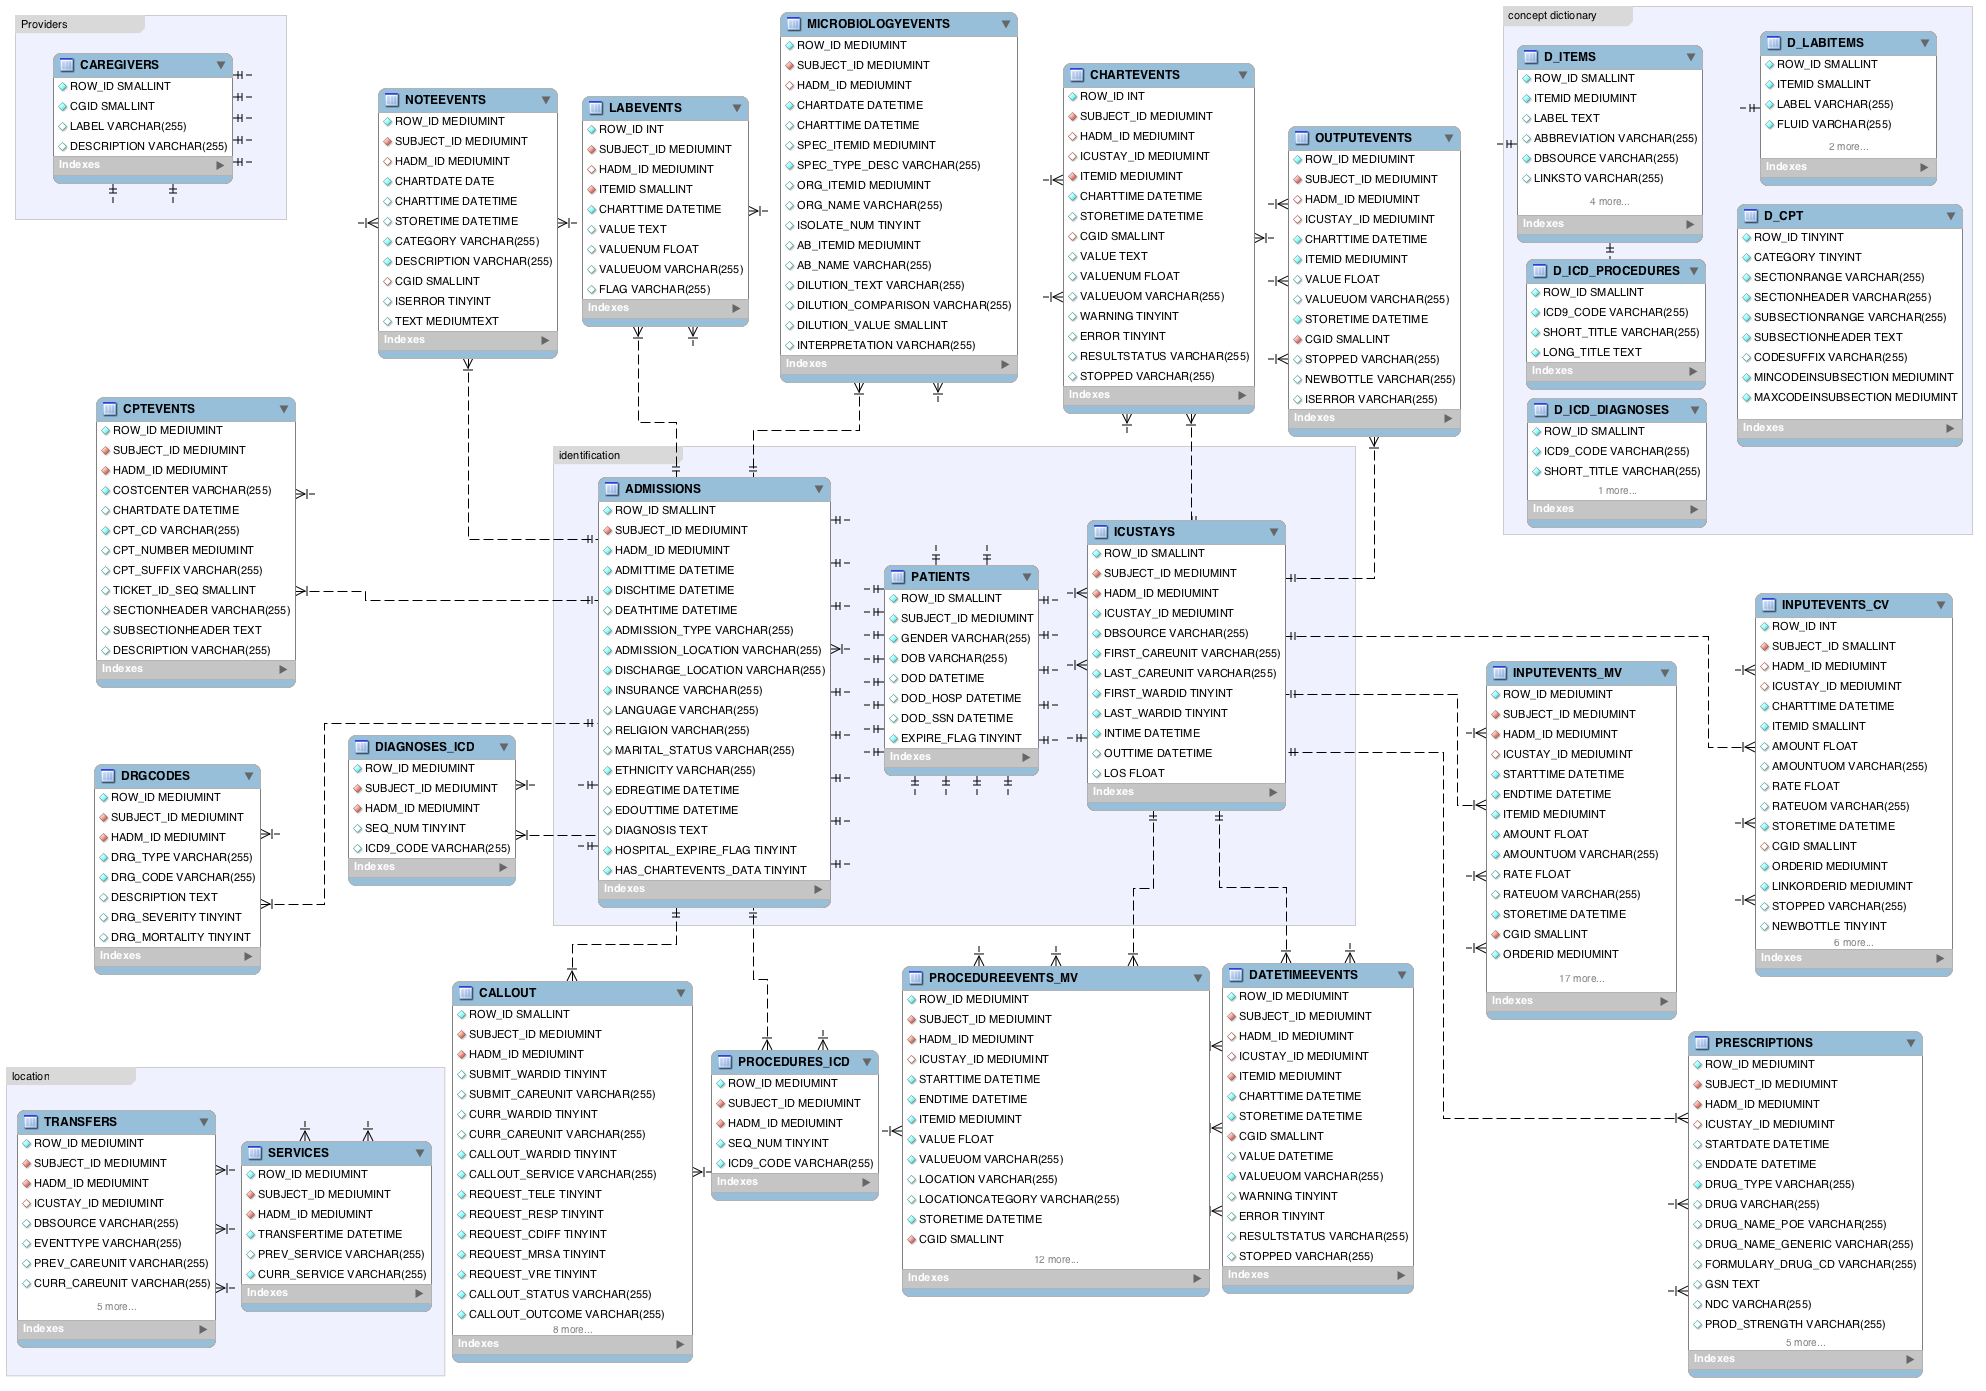 Providers
CAREGIVERS
ROW_ID SMALLINT
CGID SMALLINT
LABEL VARCHAR(255)
DESCRIPTION VARCHAR(255)
Indexes
NOTEEVENTS
ROW_ID MEDIUMINT
SUBJECT_ID MEDIUMINT
HADM_ID MEDIUMINT
CHARTDATE DATE
CHARTTIME DATETIME
STORETIME DATETIME
CATEGORY VARCHAR(255)
DESCRIPTION VARCHAR(255)
CGID SMALLINT
ISERROR TINYINT
TEXT MEDIUMTEXT
Indexes
LABEVENTS
ROW_ID INT
SUBJECT_ID MEDIUMINT
HADM_ID MEDIUMINT
ITEMID SMALLINT
CHARTTIME DATETIME
VALUE TEXT
VALUENUM FLOAT
VALUEUOM VARCHAR(255)
FLAG VARCHAR(255)
Indexes
MICROBIOLOGYEVENTS
ROW_ID MEDIUMINT
SUBJECT_ID MEDIUMINT
HADM_ID MEDIUMINT
CHARTDATE DATETIME
CHARTTIME DATETIME
SPEC_ITEMID MEDIUMINT
SPEC_TYPE_DESC VARCHAR(255)
ORG_ITEMID MEDIUMINT
ORG_NAME VARCHAR(255)
ISOLATE_NUM TINYINT
AB_ITEMID MEDIUMINT
AB_NAME VARCHAR(255)
DILUTION_TEXT VARCHAR(255)
DILUTION_COMPARISON VARCHAR(255)
DILUTION_VALUE SMALLINT
INTERPRETATION VARCHAR(255)
Indexes
CHARTEVENTS
ROW_ID INT
SUBJECT_ID MEDIUMINT
HADM_ID MEDIUMINT
ICUSTAY_ID MEDIUMINT
ITEMID MEDIUMINT
CHARTTIME DATETIME
STORETIME DATETIME
CGID SMALLINT
VALUE TEXT
VALUENUM FLOAT
VALUEUOM VARCHAR(255)
WARNING TINYINT
ERROR TINYINT
RESULTSTATUS VARCHAR(255)
STOPPED VARCHAR(255)
Indexes
OUTPUTEVENTS
ROW_ID MEDIUMINT
SUBJECT_ID MEDIUMINT
HADM_ID MEDIUMINT
ICUSTAY_ID MEDIUMINT
CHARTTIME DATETIME
ITEMID MEDIUMINT
VALUE FLOAT
VALUEUOM VARCHAR(255)
STORETIME DATETIME
CGID SMALLINT
STOPPED VARCHAR(255)
NEWBOTTLE VARCHAR(255)
ISERROR VARCHAR(255)
Indexes
concept dictionary
D_ITEMS
ROW_ID SMALLINT
ITEMID MEDIUMINT
LABEL TEXT
ABBREVIATION VARCHAR(255)
DBSOURCE VARCHAR(255)
LINKSTO VARCHAR(255)
4 more...
Indexes
D_LABITEMS
ROW_ID SMALLINT
ITEMID SMALLINT
LABEL VARCHAR(255)
FLUID VARCHAR(255)
2 more...
Indexes
D_CPT
ROW_ID TINYINT
CATEGORY TINYINT
SECTIONRANGE VARCHAR(255)
SECTIONHEADER VARCHAR(255)
SUBSECTIONRANGE VARCHAR(255)
SUBSECTIONHEADER TEXT
CODESUFFIX VARCHAR(255)
MINCODEINSUBSECTION MEDIUMINT
MAXCODEINSUBSECTION MEDIUMINT
Indexes
D_ICD_PROCEDURES
ROW_ID SMALLINT
ICD9_CODE VARCHAR(255)
SHORT_TITLE VARCHAR(255)
LONG_TITLE TEXT
Indexes
D_ICD_DIAGNOSES
ROW_ID SMALLINT
ICD9_CODE VARCHAR(255)
SHORT_TITLE VARCHAR(255)
1 more...
Indexes
CPTEVENTS
ROW_ID MEDIUMINT
SUBJECT_ID MEDIUMINT
HADM_ID MEDIUMINT
COSTCENTER VARCHAR(255)
CHARTDATE DATETIME
CPT_CD VARCHAR(255)
CPT_NUMBER MEDIUMINT
CPT_SUFFIX VARCHAR(255)
TICKET_ID_SEQ SMALLINT
SECTIONHEADER VARCHAR(255)
SUBSECTIONHEADER TEXT
DESCRIPTION VARCHAR(255)
Indexes
identification
ADMISSIONS
ROW_ID SMALLINT
SUBJECT_ID MEDIUMINT
HADM_ID MEDIUMINT
ADMITTIME DATETIME
DISCHTIME DATETIME
DEATHTIME DATETIME
ADMISSION_TYPE VARCHAR(255)
ADMISSION_LOCATION VARCHAR(255)
DISCHARGE_LOCATION VARCHAR(255)
INSURANCE VARCHAR(255)
LANGUAGE VARCHAR(255)
RELIGION VARCHAR(255)
MARITAL_STATUS VARCHAR(255)
ETHNICITY VARCHAR(255)
EDREGTIME DATETIME
EDOUTTIME DATETIME
DIAGNOSIS TEXT
HOSPITAL_EXPIRE_FLAG TINYINT
HAS_CHARTEVENTS_DATA TINYINT
Indexes
PATIENTS
ROW_ID SMALLINT
SUBJECT_ID MEDIUMINT
GENDER VARCHAR(255)
DOB VARCHAR(255)
DOD DATETIME
DOD_HOSP DATETIME
DOD_SSN DATETIME
EXPIRE_FLAG TINYINT
Indexes
ICUSTAYS
ROW_ID SMALLINT
SUBJECT_ID MEDIUMINT
HADM_ID MEDIUMINT
ICUSTAY_ID MEDIUMINT
DBSOURCE VARCHAR(255)
FIRST_CAREUNIT VARCHAR(255)
LAST_CAREUNIT VARCHAR(255)
FIRST_WARDID TINYINT
LAST_WARDID TINYINT
INTIME DATETIME
OUTTIME DATETIME
LOS FLOAT
Indexes
INPUTEVENTS_MV
ROW_ID MEDIUMINT
SUBJECT_ID MEDIUMINT
HADM_ID MEDIUMINT
ICUSTAY_ID MEDIUMINT
STARTTIME DATETIME
ENDTIME DATETIME
ITEMID MEDIUMINT
AMOUNT FLOAT
AMOUNTUOM VARCHAR(255)
RATE FLOAT
RATEUOM VARCHAR(255)
STORETIME DATETIME
CGID SMALLINT
ORDERID MEDIUMINT
17 more...
Indexes
INPUTEVENTS_CV
ROW_ID INT
SUBJECT_ID SMALLINT
HADM_ID MEDIUMINT
ICUSTAY_ID MEDIUMINT
CHARTTIME DATETIME
ITEMID SMALLINT
AMOUNT FLOAT
AMOUNTUOM VARCHAR(255)
RATE FLOAT
RATEUOM VARCHAR(255)
STORETIME DATETIME
CGID SMALLINT
ORDERID MEDIUMINT
LINKORDERID MEDIUMINT
STOPPED VARCHAR(255)
NEWBOTTLE TINYINT
6 more...
Indexes
DRGCODES
ROW_ID MEDIUMINT
SUBJECT_ID MEDIUMINT
HADM_ID MEDIUMINT
DRG_TYPE VARCHAR(255)
DRG_CODE VARCHAR(255)
DESCRIPTION TEXT
DRG_SEVERITY TINYINT
DRG_MORTALITY TINYINT
Indexes
DIAGNOSES_ICD
ROW_ID MEDIUMINT
SUBJECT_ID MEDIUMINT
HADM_ID MEDIUMINT
SEQ_NUM TINYINT
ICD9_CODE VARCHAR(255)
Indexes
location
TRANSFERS
ROW_ID MEDIUMINT
SUBJECT_ID MEDIUMINT
HADM_ID MEDIUMINT
ICUSTAY_ID MEDIUMINT
DBSOURCE VARCHAR(255)
EVENTTYPE VARCHAR(255)
PREV_CAREUNIT VARCHAR(255)
CURR_CAREUNIT VARCHAR(255)
5 more...
Indexes
SERVICES
ROW_ID MEDIUMINT
SUBJECT_ID MEDIUMINT
HADM_ID MEDIUMINT
TRANSFERTIME DATETIME
PREV_SERVICE VARCHAR(255)
CURR_SERVICE VARCHAR(255)
Indexes
CALLOUT
ROW_ID SMALLINT
SUBJECT_ID MEDIUMINT
HADM_ID MEDIUMINT
SUBMIT_WARDID TINYINT
SUBMIT_CAREUNIT VARCHAR(255)
CURR_WARDID TINYINT
CURR_CAREUNIT VARCHAR(255)
CALLOUT_WARDID TINYINT
CALLOUT_SERVICE VARCHAR(255)
REQUEST_TELE TINYINT
REQUEST_RESP TINYINT
REQUEST_CDIFF TINYINT
REQUEST_MRSA TINYINT
REQUEST_VRE TINYINT
CALLOUT_STATUS VARCHAR(255)
CALLOUT_OUTCOME VARCHAR(255)
8 more...
Indexes
PROCEDURES_ICD
ROW_ID MEDIUMINT
SUBJECT_ID MEDIUMINT
HADM_ID MEDIUMINT
SEQ_NUM TINYINT
ICD9_CODE VARCHAR(255)
Indexes
PROCEDUREEVENTS_MV
ROW_ID MEDIUMINT
SUBJECT_ID MEDIUMINT
HADM_ID MEDIUMINT
ICUSTAY_ID MEDIUMINT
STARTTIME DATETIME
ENDTIME DATETIME
ITEMID MEDIUMINT
VALUE FLOAT
VALUEUOM VARCHAR(255)
LOCATION VARCHAR(255)
LOCATIONCATEGORY VARCHAR(255)
STORETIME DATETIME
CGID SMALLINT
12 more...
Indexes
DATETIMEEVENTS
ROW_ID MEDIUMINT
SUBJECT_ID MEDIUMINT
HADM_ID MEDIUMINT
ICUSTAY_ID MEDIUMINT
ITEMID MEDIUMINT
CHARTTIME DATETIME
STORETIME DATETIME
CGID SMALLINT
VALUE DATETIME
VALUEUOM VARCHAR(255)
WARNING TINYINT
ERROR TINYINT
RESULTSTATUS VARCHAR(255)
STOPPED VARCHAR(255)
Indexes
PRESCRIPTIONS
ROW_ID MEDIUMINT
SUBJECT_ID MEDIUMINT
HADM_ID MEDIUMINT
ICUSTAY_ID MEDIUMINT
STARTDATE DATETIME
ENDDATE DATETIME
DRUG_TYPE VARCHAR(255)
DRUG VARCHAR(255)
DRUG_NAME_POE VARCHAR(255)
DRUG_NAME_GENERIC VARCHAR(255)
FORMULARY_DRUG_CD VARCHAR(255)
GSN TEXT
NDC VARCHAR(255)
PROD_STRENGTH VARCHAR(255)
5 more...
Indexes